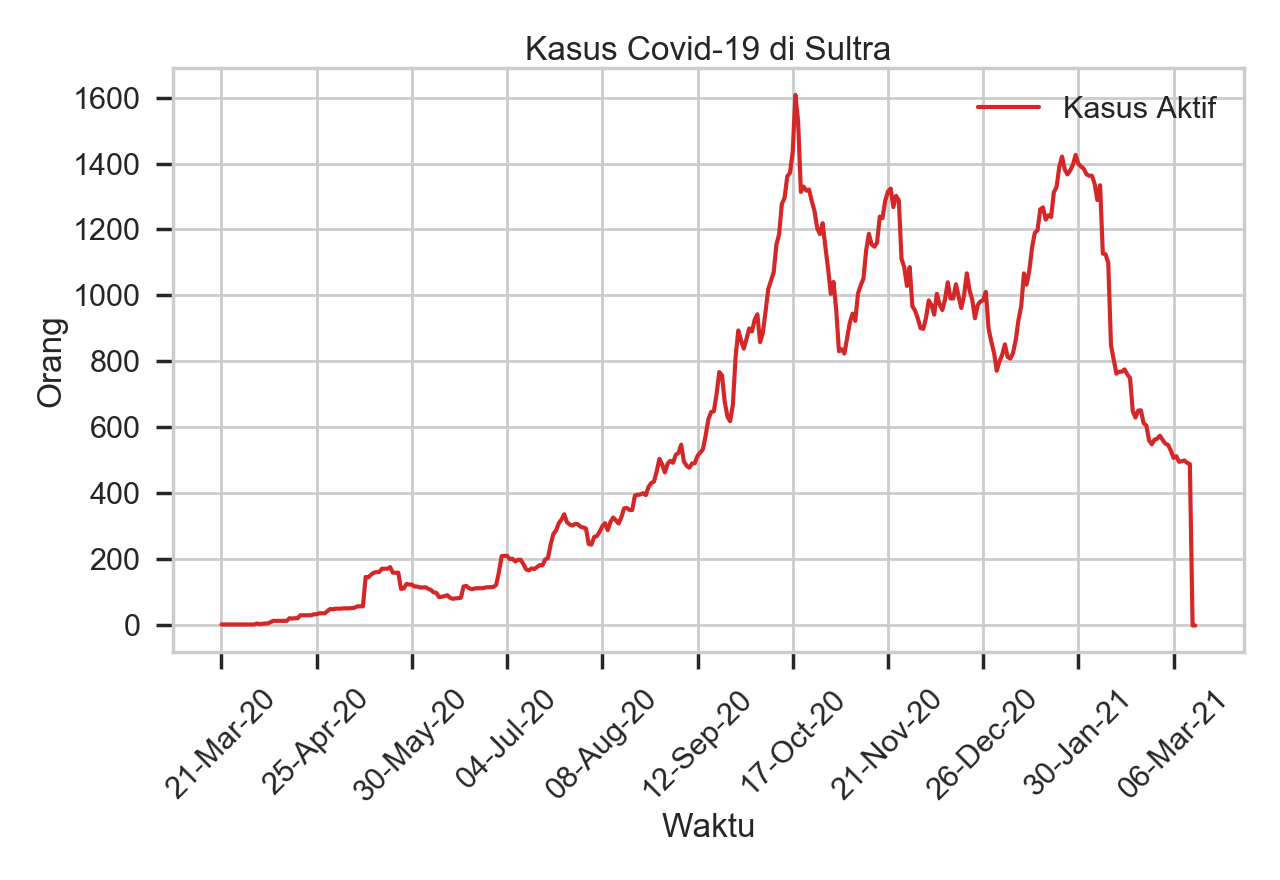 Kasus Covid-19 di Sultra
Kasus Aktif
1600
1400
1200
1000
800
600
400
200
0
Orang
21-Mar-20
25-Apr-20
30-May-20
04-Jul-20
08-Aug-20
12-Sep-20
17-Oct-20
21-Nov-20
26-Dec-20
30-Jan-21
06-Mar-21
Waktu